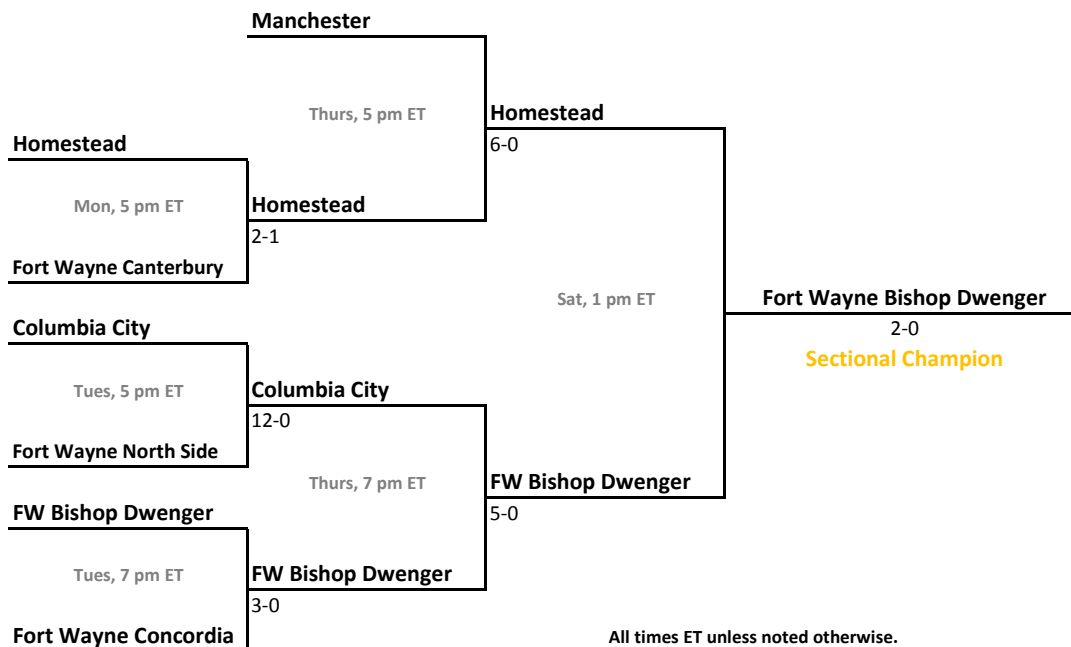 Manchester
Thurs, 5 pm ET
Homestead
6-0
Homestead
Mon, 5 pm ET
Homestead
2-1
Fort Wayne Canterbury
Sat, 1 pm ET
Fort Wayne Bishop Dwenger
2-0
Sectional Champion
Columbia City
Tues, 5 pm ET
Columbia City
12-0
Fort Wayne North Side
Thurs, 7 pm ET
FW Bishop Dwenger
5-0
FW Bishop Dwenger
Tues, 7 pm ET
FW Bishop Dwenger
3-0
Fort Wayne Concordia
All times ET unless noted otherwise.